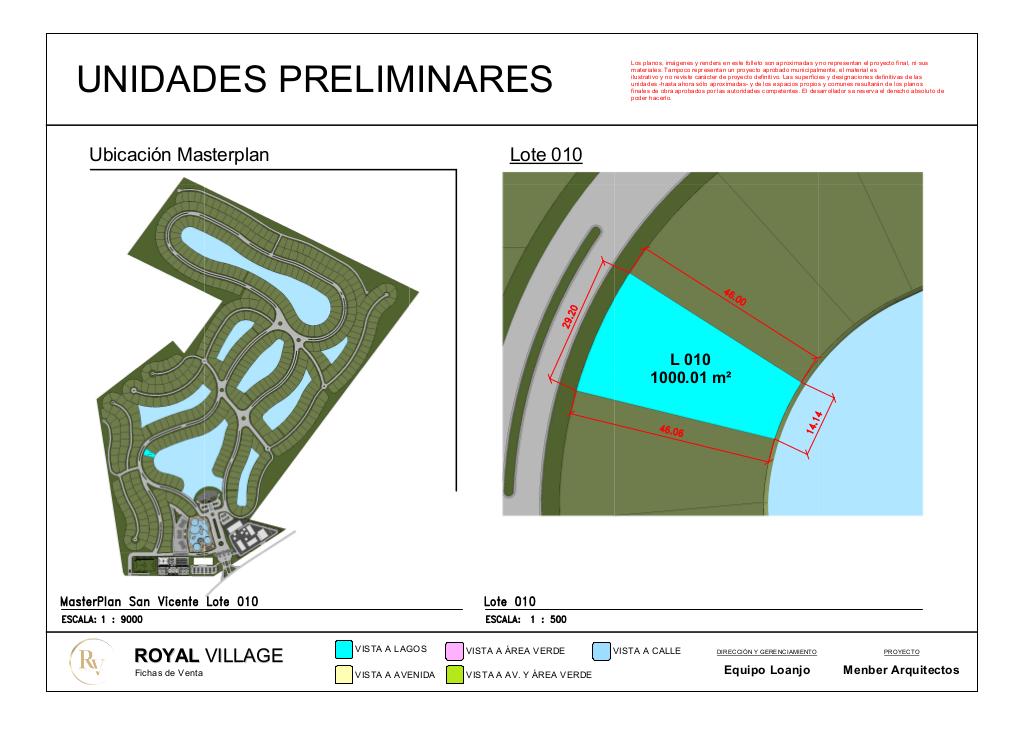 UNIDADES PRELIMINARES
Los planos, imágenes y renders en este folleto son aproximadas y no representan el proyecto final, ni sus
materiales. Tampoco representan un proyecto aprobado municipalmente, el material es
ilustrativo y no reviste carácter de proyecto definitivo. Las superficies y designaciones definitivas de las
unidades -hasta ahora sólo aproximadas- y de los espacios propios y comunes resultarán de los planos
finales de obra aprobados por las autoridades competentes. El desarrollador se reserva el derecho absoluto de
poder hacerlo.
Ubicación Masterplan
Lote 010
46.00
29.20
L 010
1000.01 m²
14.14
46.06
MasterPlan San Vicente Lote 010
ESCALA: 1 : 9000
Lote 010
ESCALA: 1 : 500
RV
ROYAL VILLAGE
Fichas de Venta
VISTA A LAGOS
VISTA A ÁREA VERDE
VISTA A CALLE
VISTA A AVENIDA
VISTA A AV. Y ÁREA VERDE
DIRECCIÓN Y GERENCIAMIENTO
Equipo Loanjo
PROYECTO
Menber Arquitectos